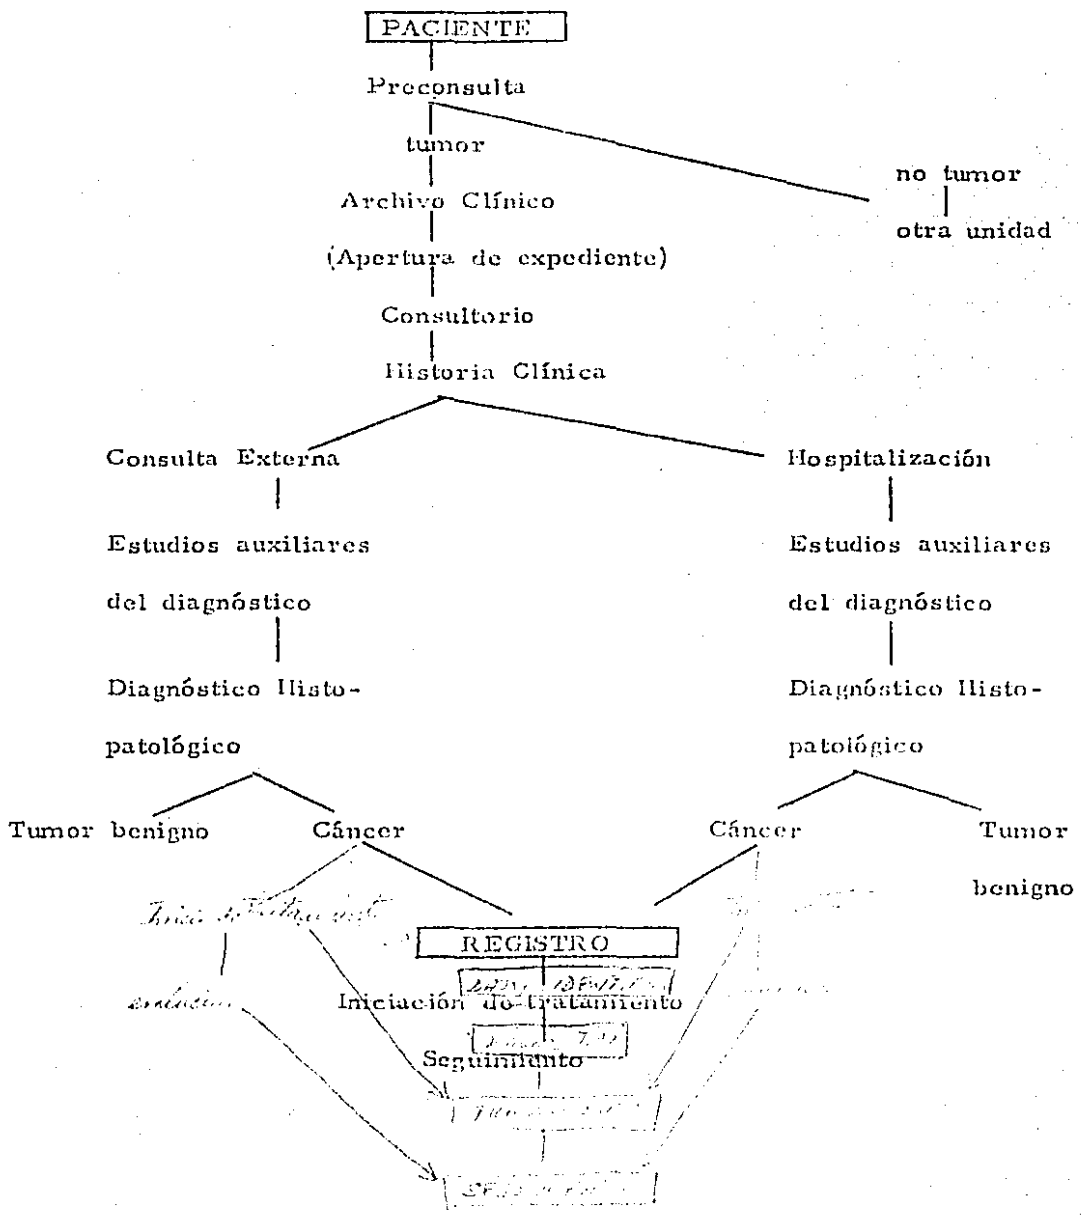 PACIENTE
Preconsulta
tumor
no tumor
Archivo Clínico
otra unidad
(Apertura de expediente)
Consultorio
Historia Clínica
Consulta Externa
Hospitalización
Estudios auxiliares
del diagnóstico
Estudios auxiliares
del diagnóstico
Diagnóstico Histo-
patológico
Diagnóstico Histo-
patológico
Tumor benigno
Cáncer
Cáncer
Tumor
benigno
REGISTRO
Iniciación de tratamiento
Seguimiento